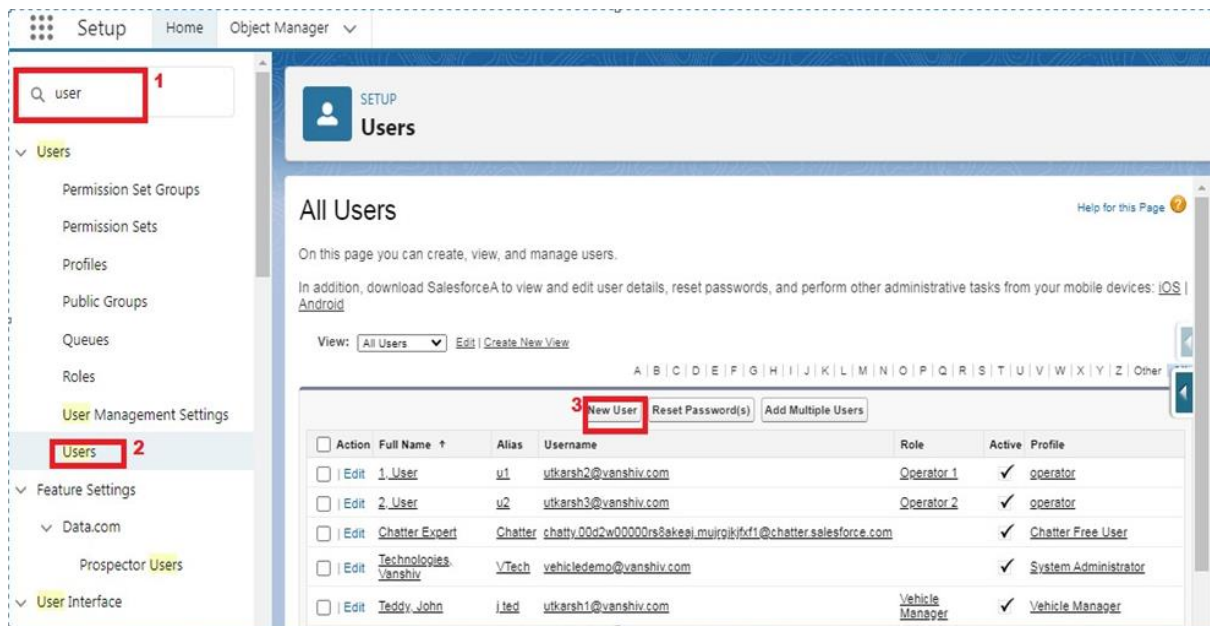 Setup Home Object Manager
user
1
Users
Permission Set Groups
Permission Sets
Profiles
Public Groups
Queues
Roles
User Management Settings
Users 2
Feature Settings
Data.com
Prospector Users
User Interface
SETUP
Users
All Users
Help for this Page
On this page you can create, view, and manage users.
In addition, download SalesforceA to view and edit user details, reset passwords, and perform other administrative tasks from your mobile devices: iOS |
Android
View: All Users Edit | Create New View
A | B | C | D | E | F | G | H | I | J | K | L | M | N | O | P | Q | R | S | T | U | V | W | X | Y | Z | Other
3 New User Reset Password(s) Add Multiple Users
Action Full Name ↑ Alias Username Role Active Profile
| Edit 1, User u1 utkarsh2@vanshiv.com Operator 1 ✓ operator
| Edit 2, User u2 utkarsh3@vanshiv.com Operator 2 ✓ operator
| Edit Chatter Expert Chatter ✓ Chatter Free User
| Edit Technologies, Vanshiv VTech vehicledemo@vanshiv.com ✓ System Administrator
| Edit Teddy, John j.ted utkarsh1@vanshiv.com Vehicle Manager ✓ Vehicle Manager